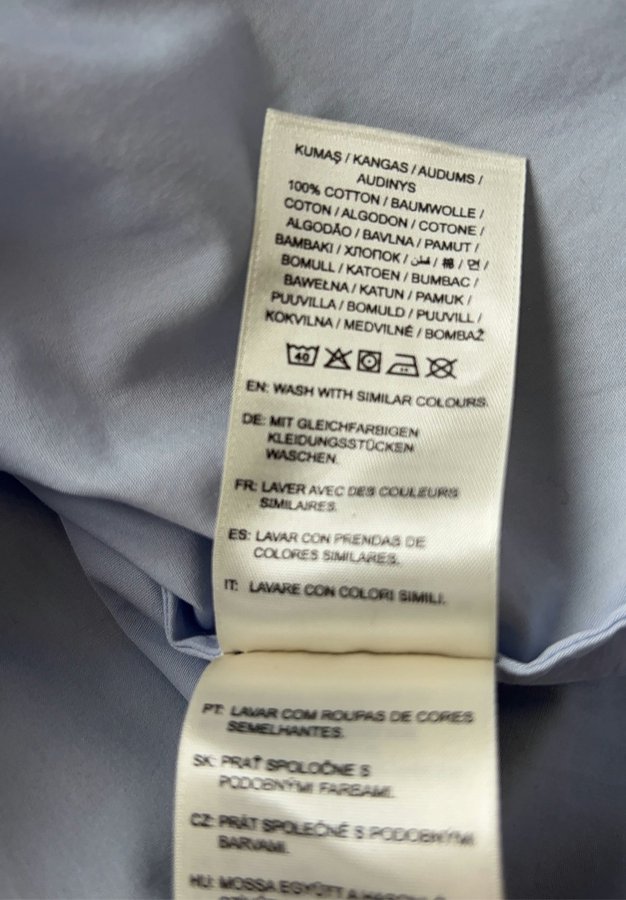 KUMAŞ / KANGAS / AUDUMS /
AUDINYS
100% COTTON / BAUMWOLLE /
COTON / ALGODON / COTONE /
ALGODÃO / BAVLNA / PAMUT /
BAMBAKI / ХЛОПОК / قطن / 棉 / 면 /
BOMULL / KATOEN / BUMBAC /
BAWEŁNA / KATUN / PAMUK /
PUUVILLA / BOMULD / PUUVILL /
KOKVILNA / MEDVILNĖ / BOMBAŽ
40
EN: WASH WITH SIMILAR COLOURS.
DE: MIT GLEICHFARBIGEN
KLEIDUNGSSTÜCKEN
WASCHEN.
FR: LAVER AVEC DES COULEURS
SIMILAIRES.
ES: LAVAR CON PRENDAS DE
COLORES SIMILARES.
IT: LAVARE CON COLORI SIMILI.
PT: LAVAR COM ROUPAS DE CORES
SEMELHANTES.
SK: PRAŤ SPOLOČNE S
PODOBNÝMI FARBAMI.
CZ: PRÁT SPOLEČNĚ S PODOBNÝMI
BARVAMI.
HU: MOSSA EGYÜTT A